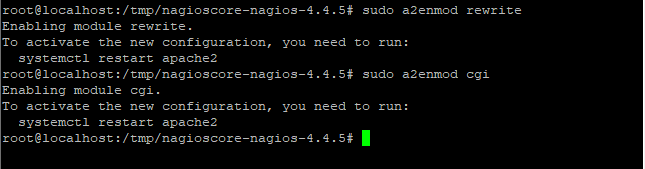 root@localhost:/tmp/nagioscore-nagios-4.4.5# sudo a2enmod rewrite
Enabling module rewrite.
To activate the new configuration, you need to run:
  systemctl restart apache2
root@localhost:/tmp/nagioscore-nagios-4.4.5# sudo a2enmod cgi
Enabling module cgi.
To activate the new configuration, you need to run:
  systemctl restart apache2
root@localhost:/tmp/nagioscore-nagios-4.4.5#